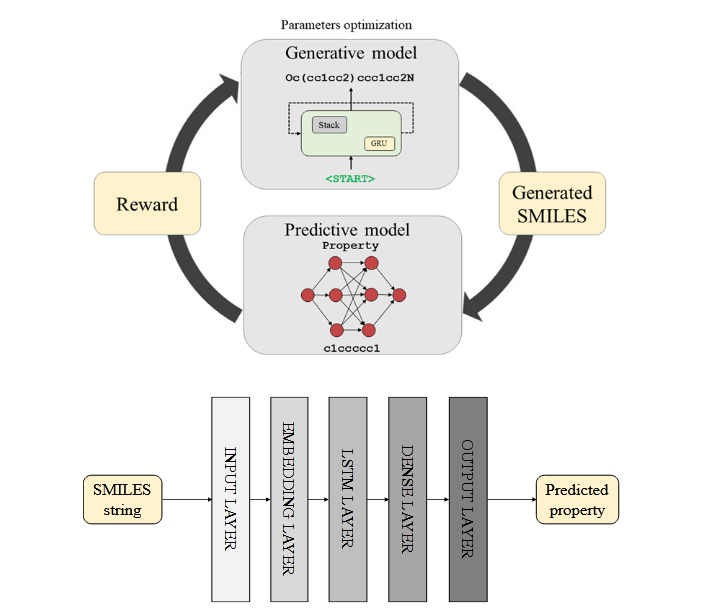 Parameters optimization
Generative model
Oc(cc1cc2)ccc1cc2N
Stack
GRU
<START>
Reward
Generated
SMILES
Predictive model
Property
c1ccccc1
SMILES
string
INPUT LAYER
EMBEDDING LAYER
LSTM LAYER
DENSE LAYER
OUTPUT LAYER
Predicted
property